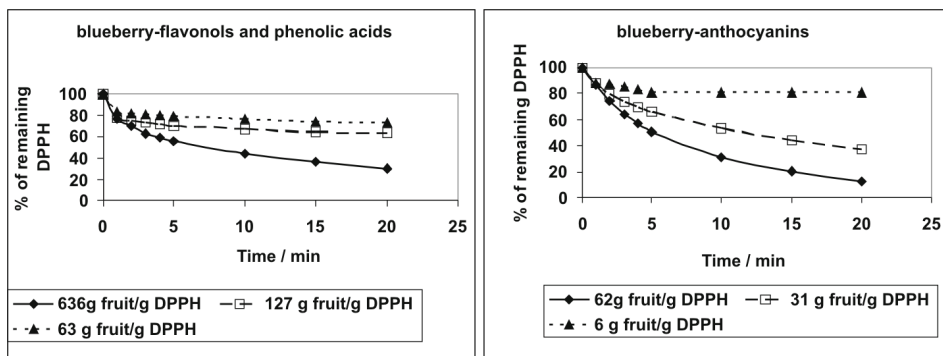 blueberry-flavonols and phenolic acids
% of remaining
DPPH
100
80
60
40
20
0
0 5 10 15 20 25
Time / min
636g fruit/g DPPH 127 g fruit/g DPPH
63 g fruit/g DPPH
blueberry-anthocyanins
% of remaining DPPH
100
80
60
40
20
0
0 5 10 15 20 25
Time / min
62g fruit/g DPPH 31 g fruit/g DPPH
6 g fruit/g DPPH